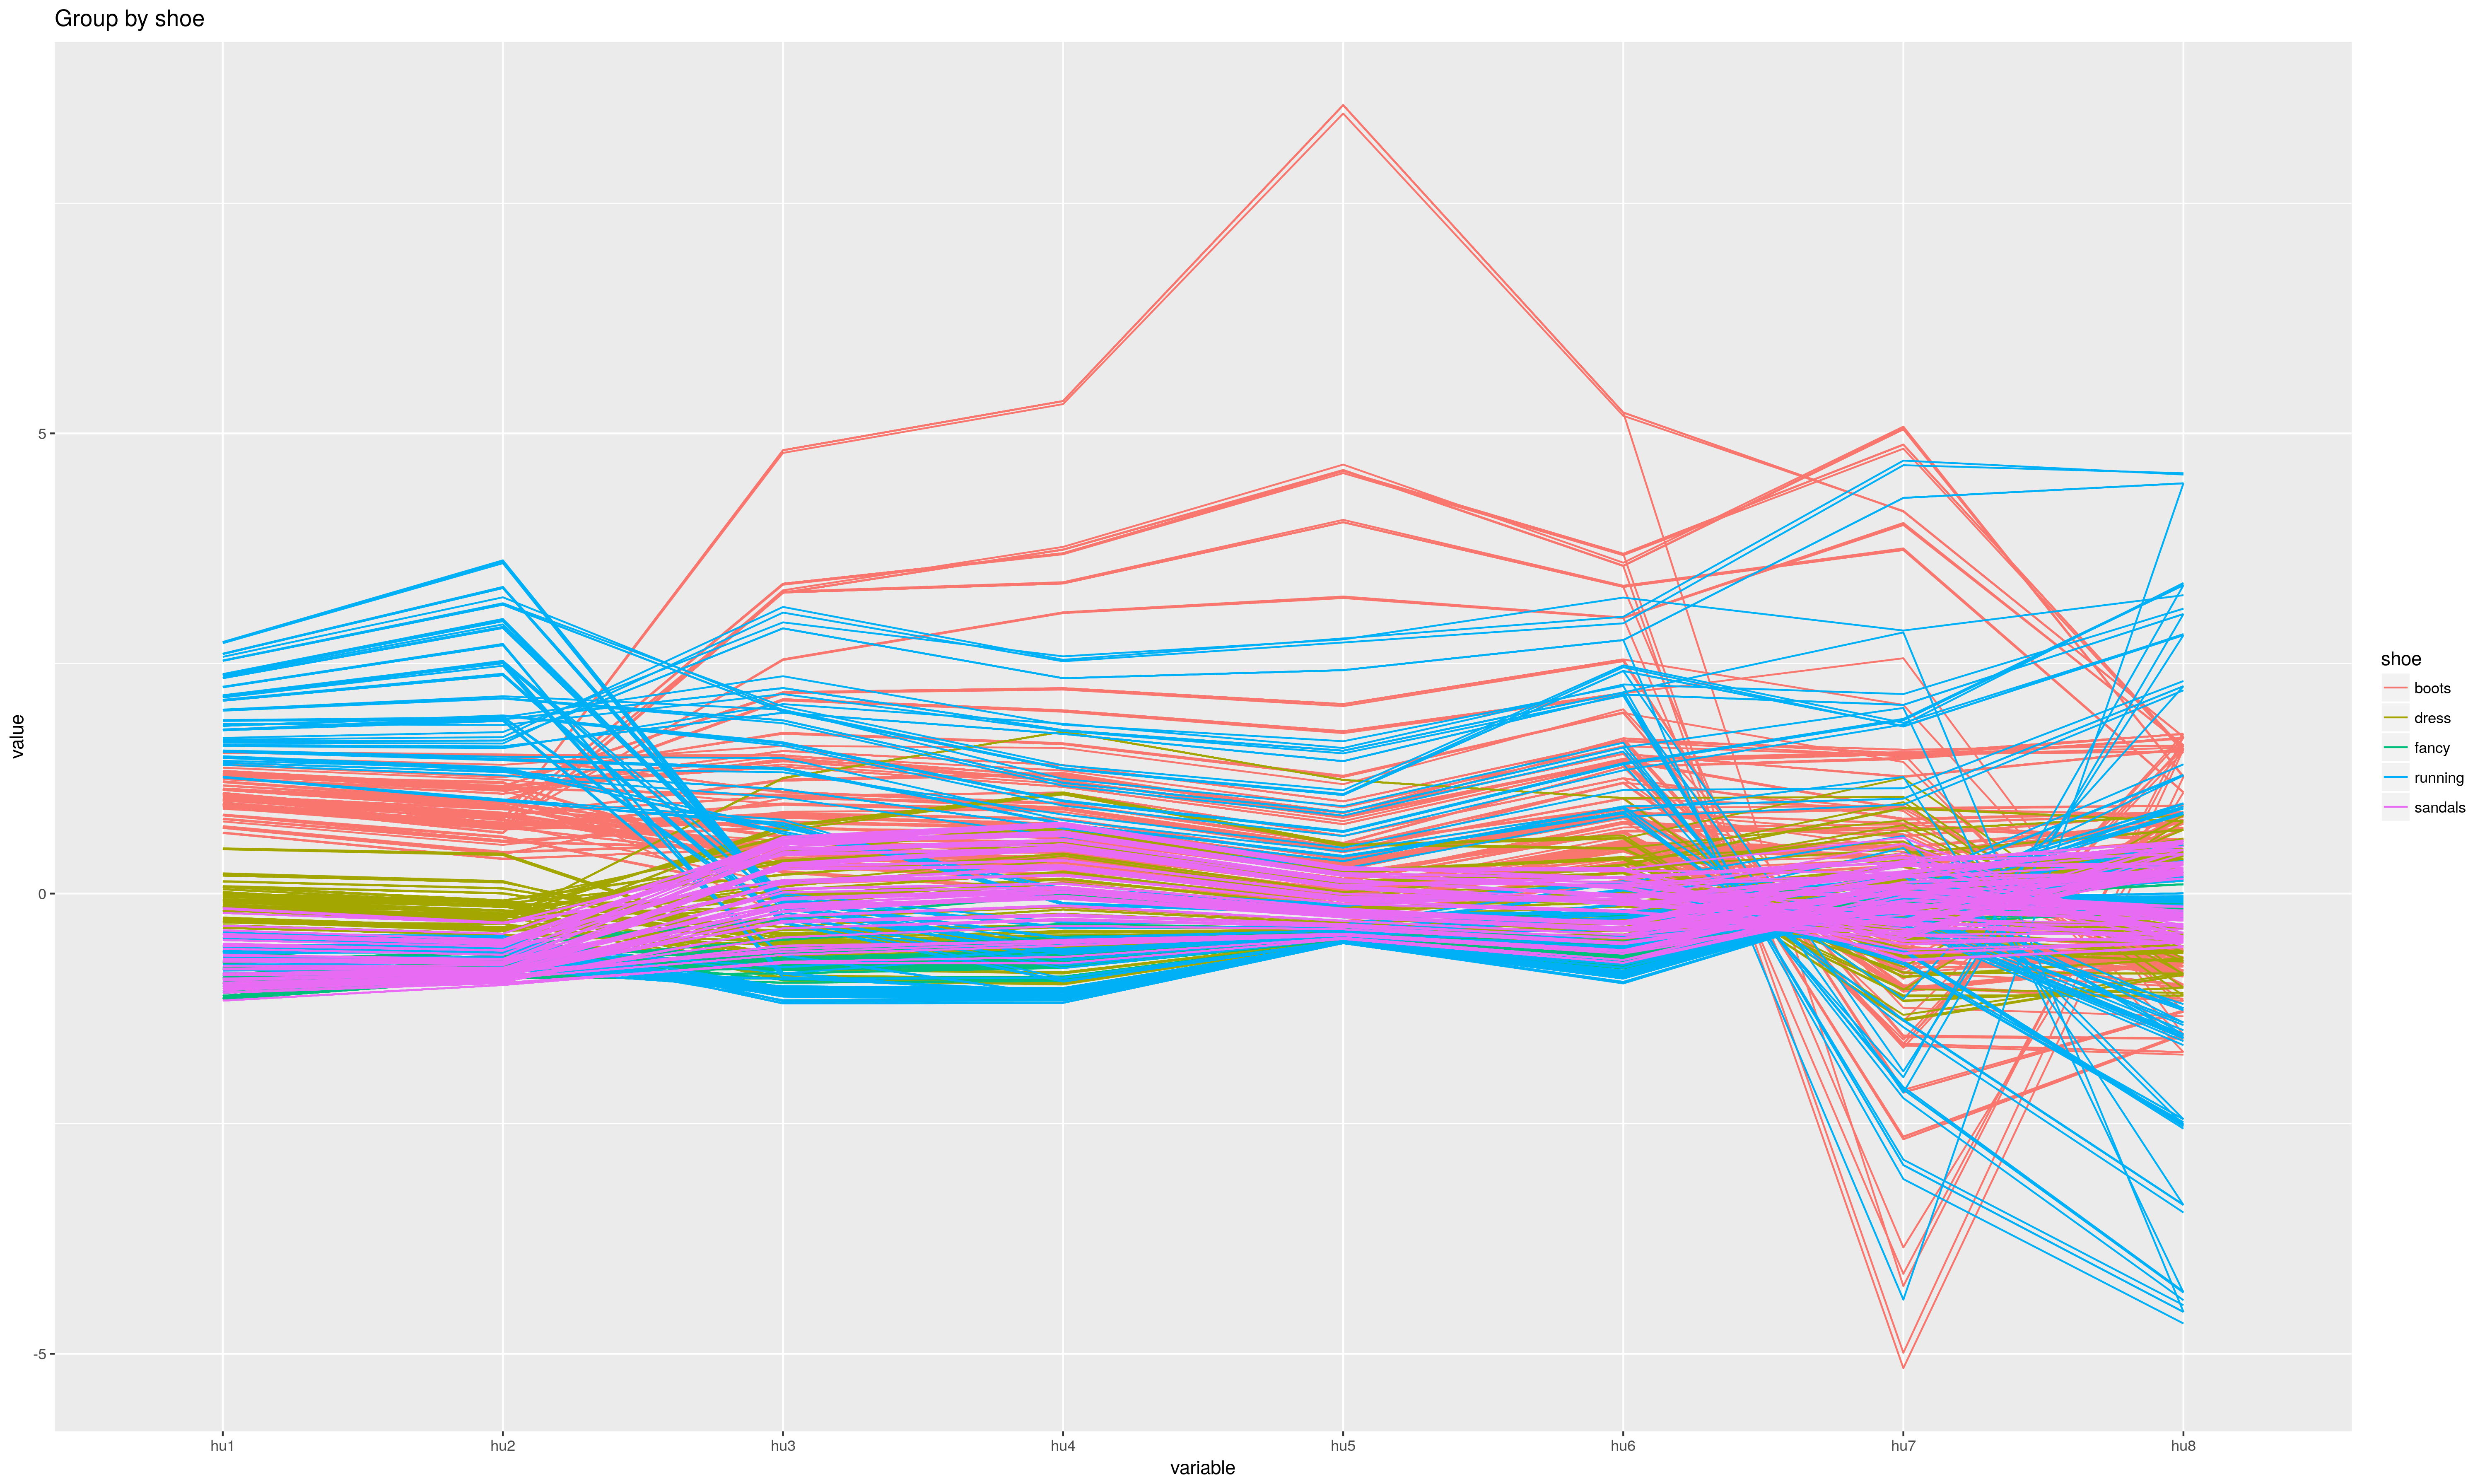 Group by shoe
value
5
0
-5
hu1 hu2 hu3 hu4 hu5 hu6 hu7 hu8
variable
shoe
boots
dress
fancy
running
sandals